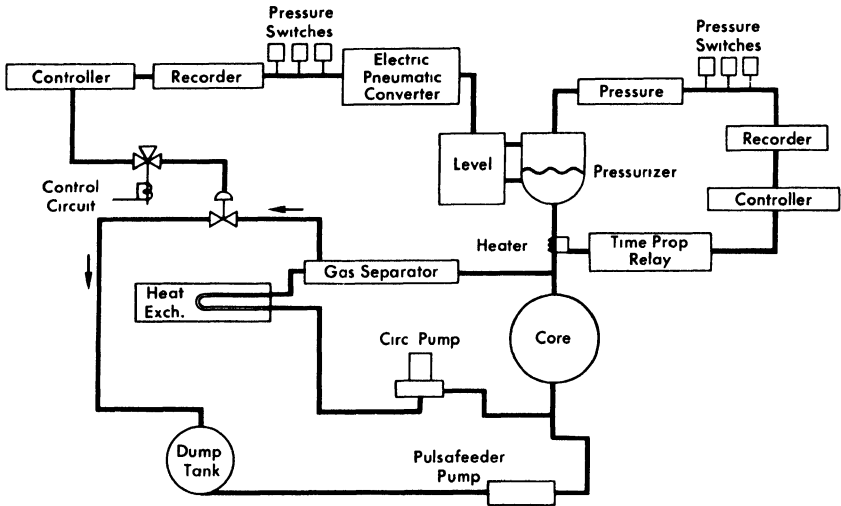 Pressure
Switches
Controller
Recorder
Electric
Pneumatic
Converter
Pressure
Switches
Pressure
Recorder
Level
Pressurizer
Controller
Control
Circuit
Heater
Time Prop
Relay
Gas Separator
Heat
Exch.
Circ Pump
Core
Dump
Tank
Pulsafeeder
Pump